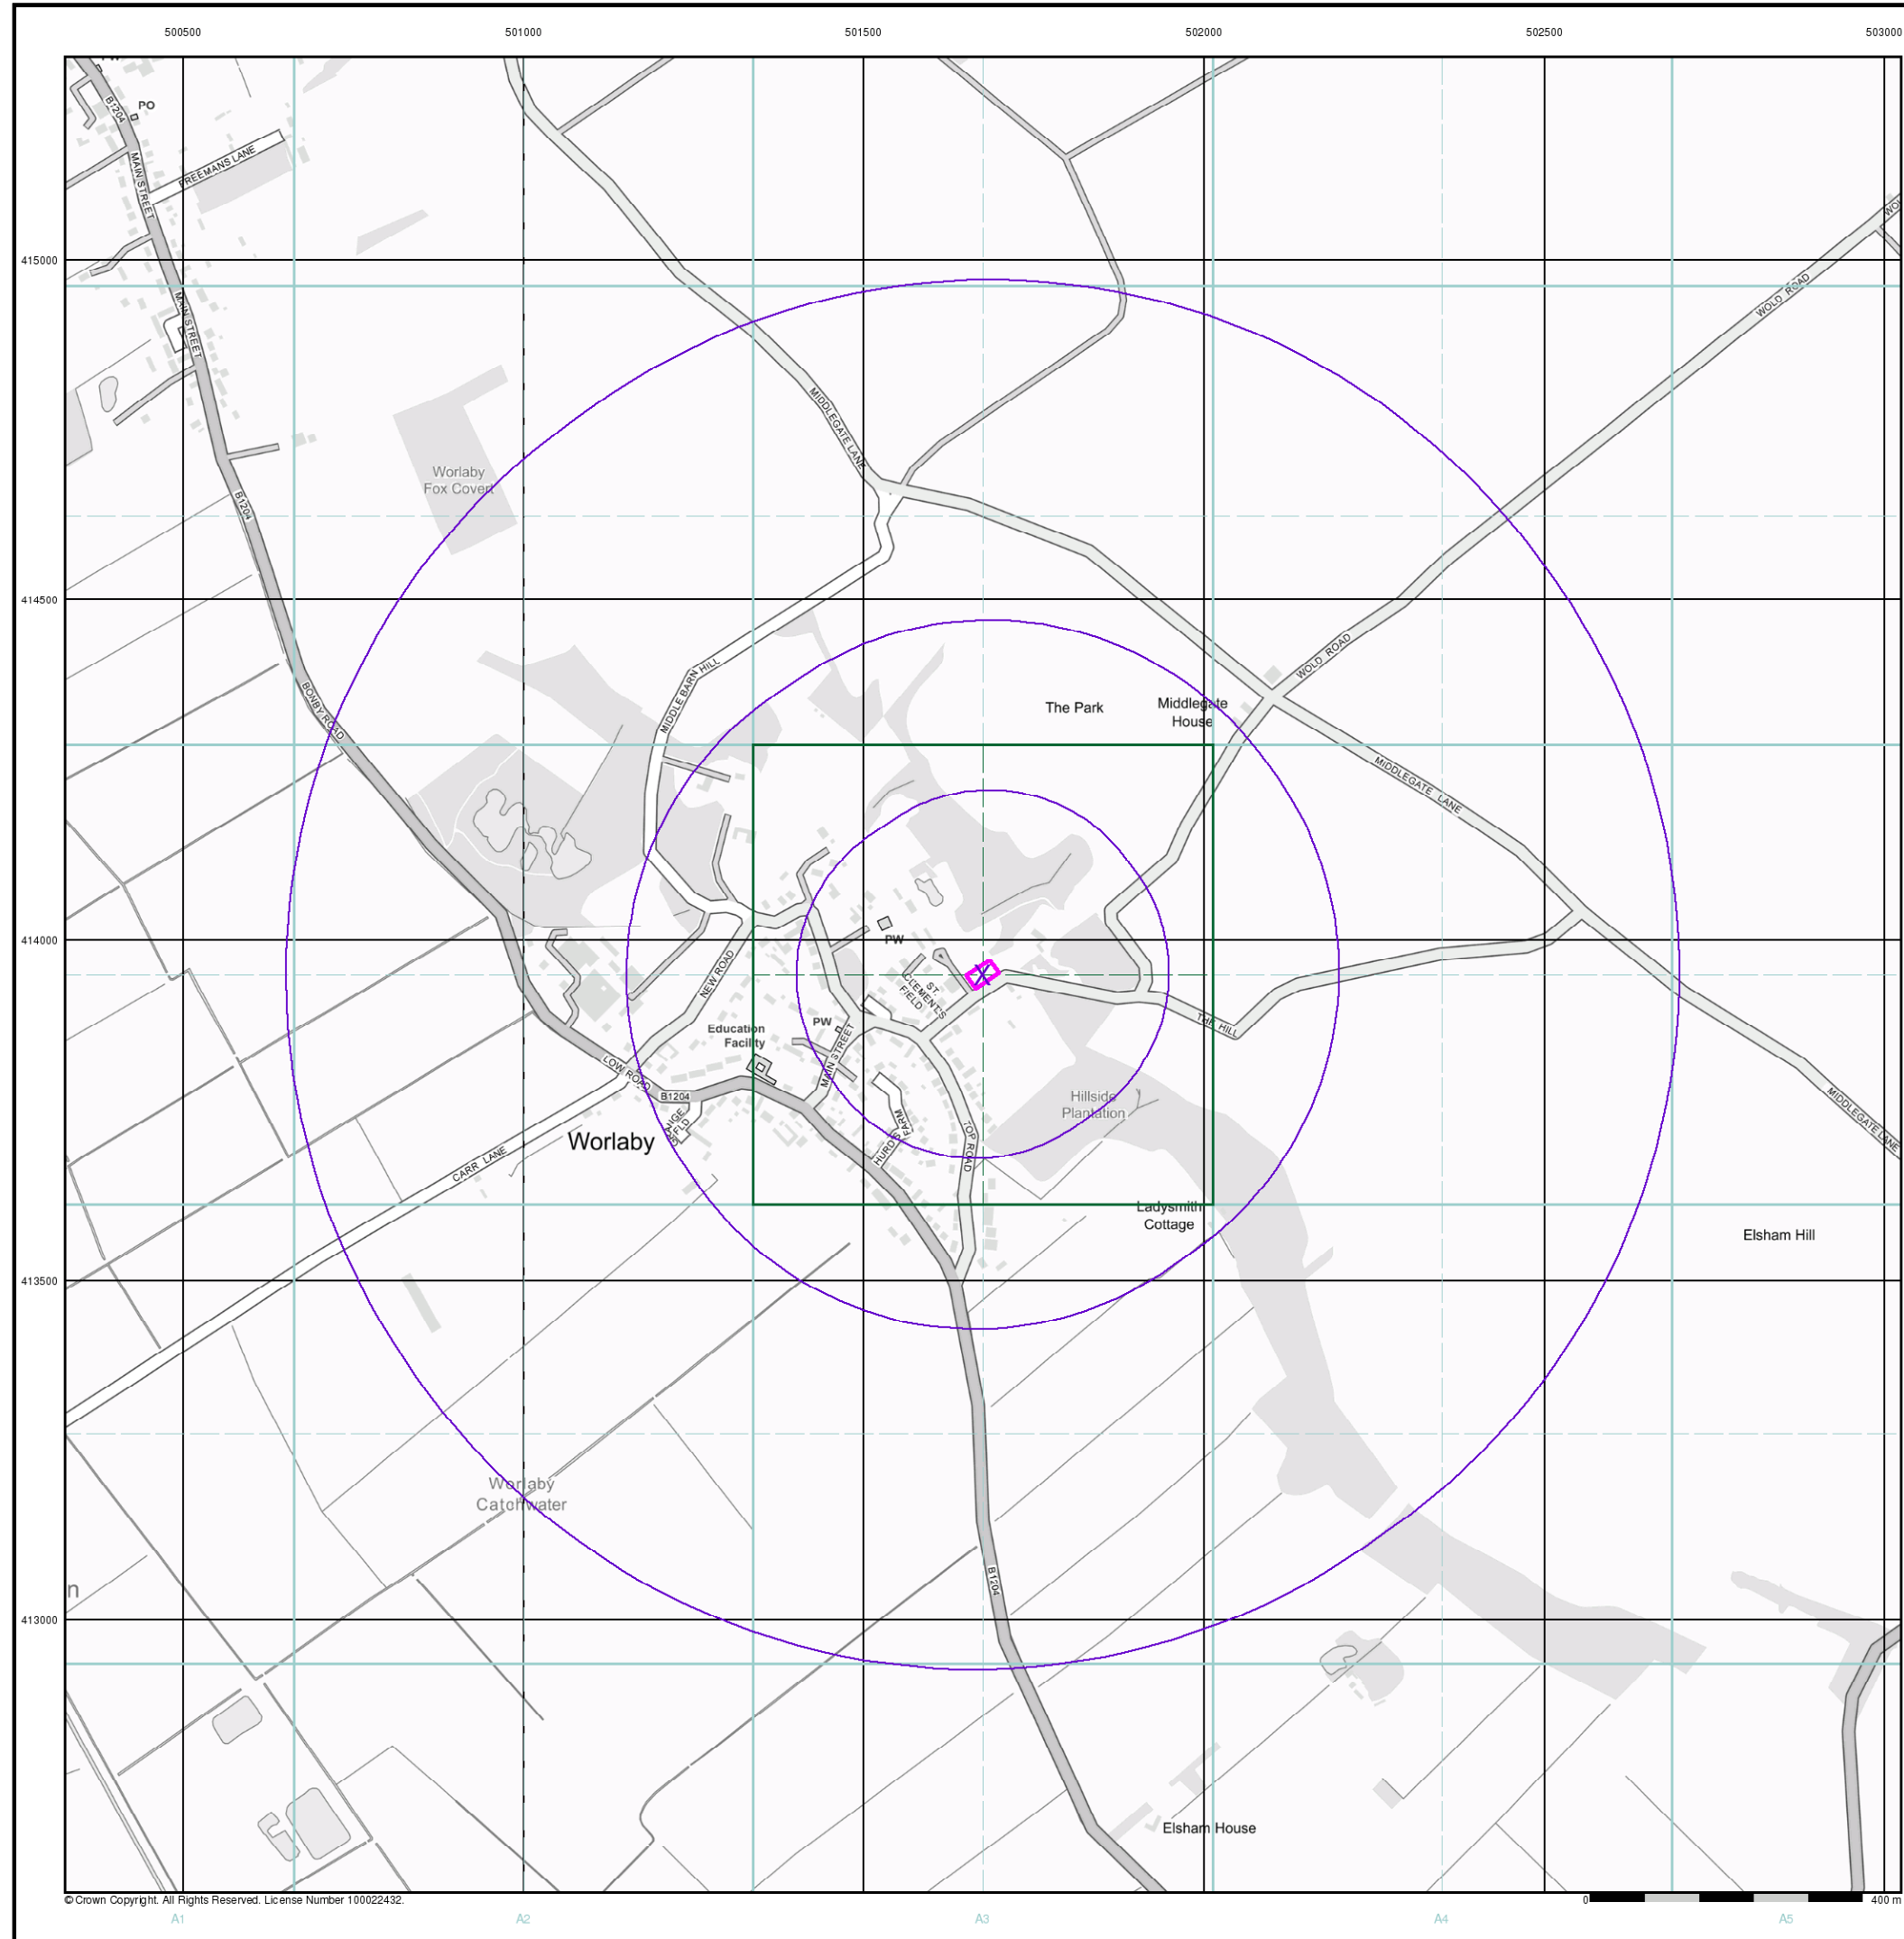 500500
501000
501500
502000
502500
503000
PO
B1204
MAIN STREET
FREEMANS LANE
415000
MAIN STREET
WOLD ROAD
MIDDLEGATE LANE
Worlaby
Fox Covert
B1204
414500
WOLD ROAD
MIDDLE BARN HILL
The Park
Middlegate
House
BONBY ROAD
MIDDLEGATE LANE
414000
PW
NEW ROAD
ST.
CLEMENT'S
FIELD
THE HILL
PW
Education
Facility
MAIN STREET
LOW ROAD
B1204
Hillside
Plantation
FARM
HURDS
TOP ROAD
MIDDLEGATE LANE
Worlaby
CARR LANE
Ladysmith
Cottage
Elsham Hill
413500
Worlaby
Catchwater
B1204
n
413000
Elsham House
© Crown Copyright. All Rights Reserved. License Number 100022432.
0
400 m
A1
A2
A3
A4
A5